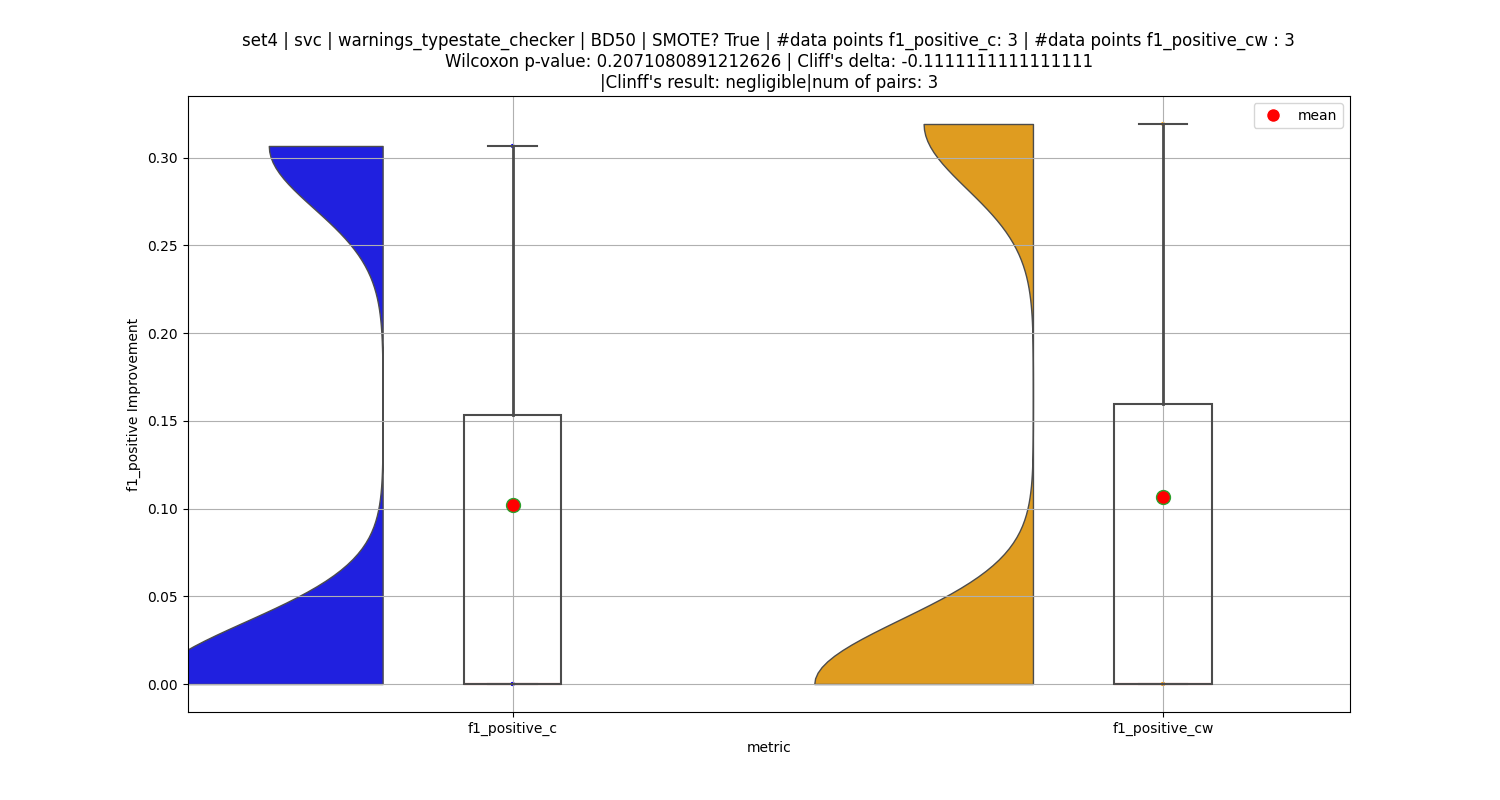 set4 | svc | warnings_typestate_checker | BD50 | SMOTE? True | #data points f1_positive_c: 3 | #data points f1_positive_cw : 3
Wilcoxon p-value: 0.2071080891212626 | Cliff's delta: -0.1111111111111111
|Clinff's result: negligible|num of pairs: 3
mean
0.30
0.25
0.20
0.15
0.10
0.05
0.00
f1_positive Improvement
f1_positive_c
f1_positive_cw
metric